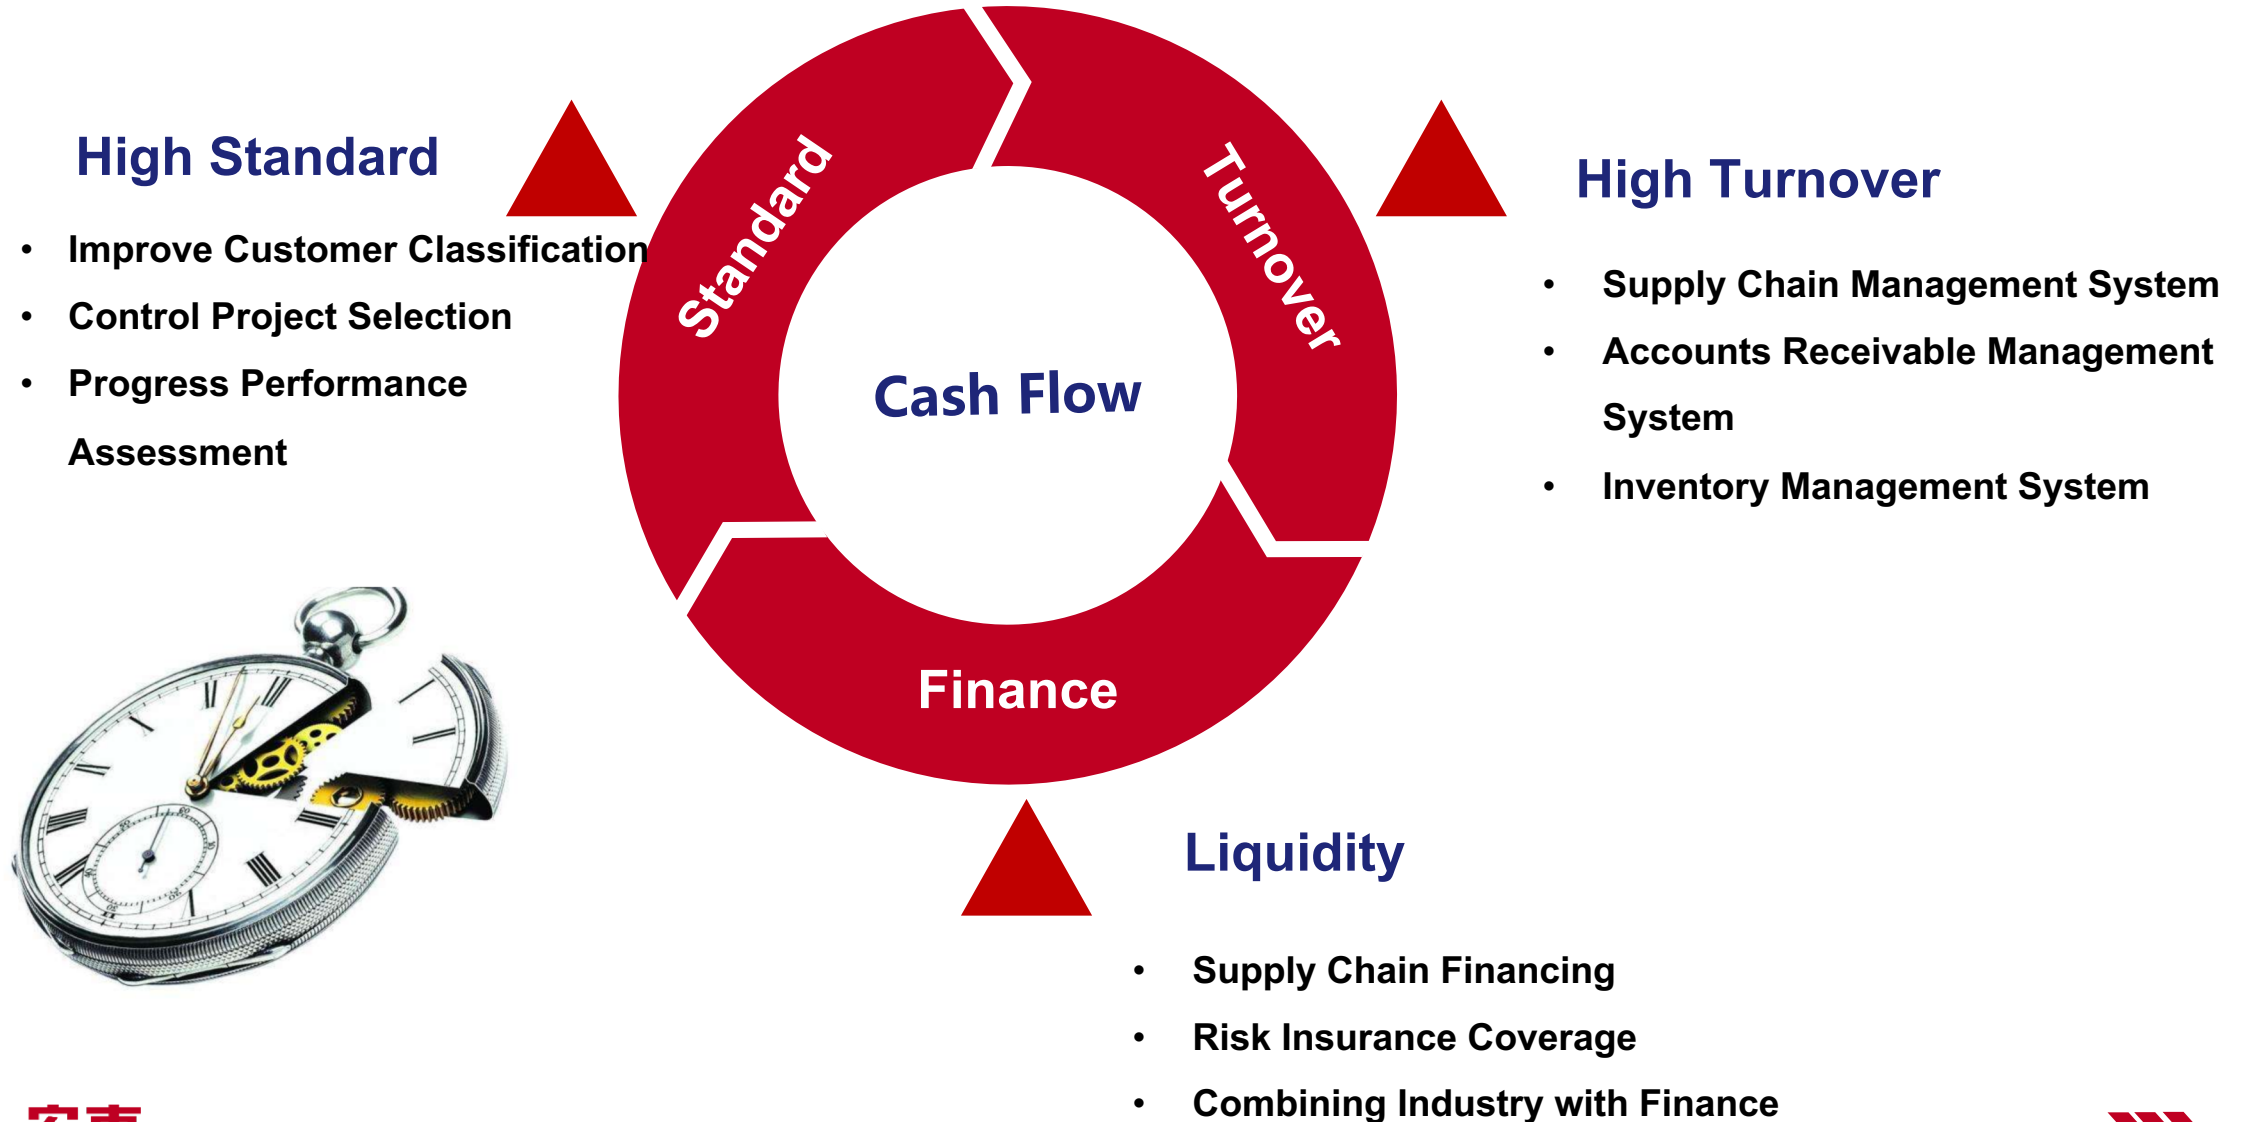 High Standard
• Improve Customer Classification
• Control Project Selection
• Progress Performance
Assessment
Standard
Turnover
Cash Flow
Finance
High Turnover
• Supply Chain Management System
• Accounts Receivable Management
System
• Inventory Management System
Liquidity
• Supply Chain Financing
• Risk Insurance Coverage
• Combining Industry with Finance